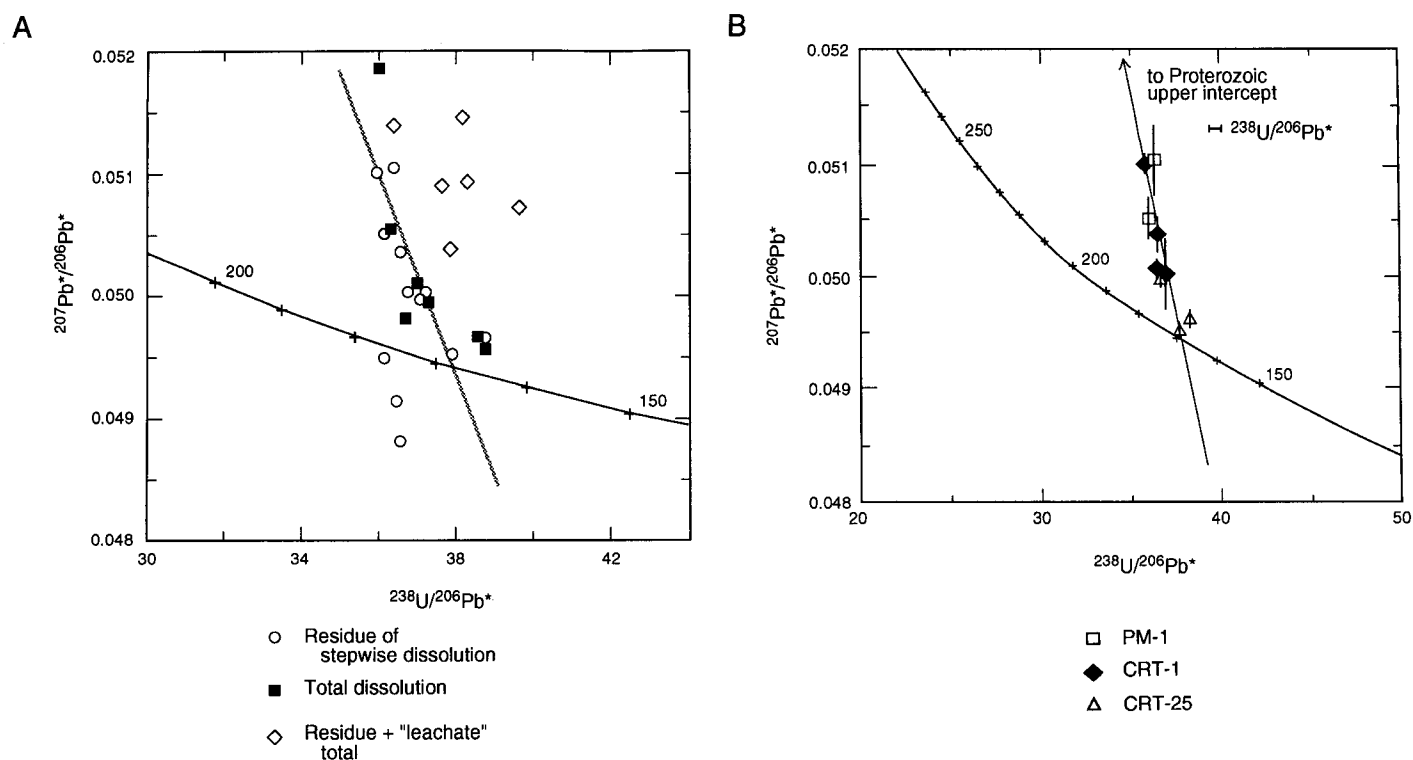 A
0.052
0.051
0.050
0.049
0.048
207Pb*/206Pb*
200
150
30
34
38
42
238U/206Pb*
Residue of
stepwise dissolution
Total dissolution
Residue + "leachate"
total
B
0.052
0.051
0.050
0.049
0.048
207Pb*/206Pb*
to Proterozoic
upper intercept
238U/206Pb*
250
200
150
20
30
40
50
238U/206Pb*
PM-1
CRT-1
CRT-25